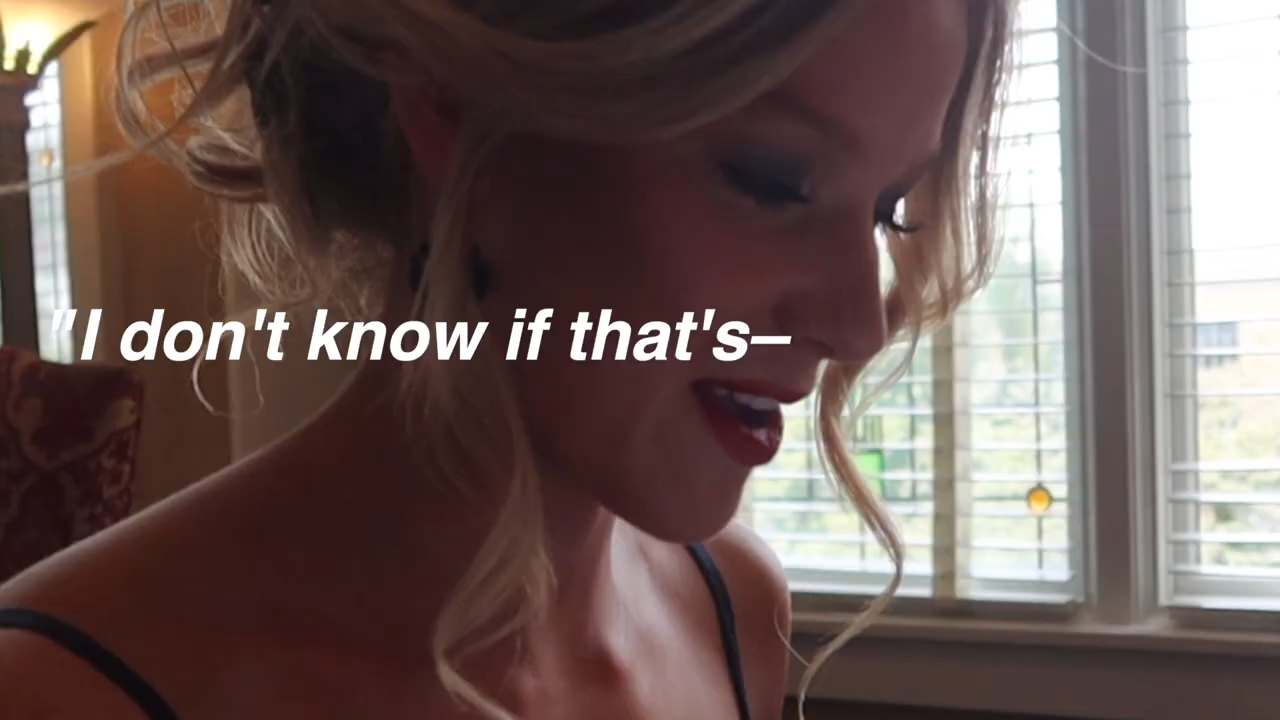 "I don't know if that's—